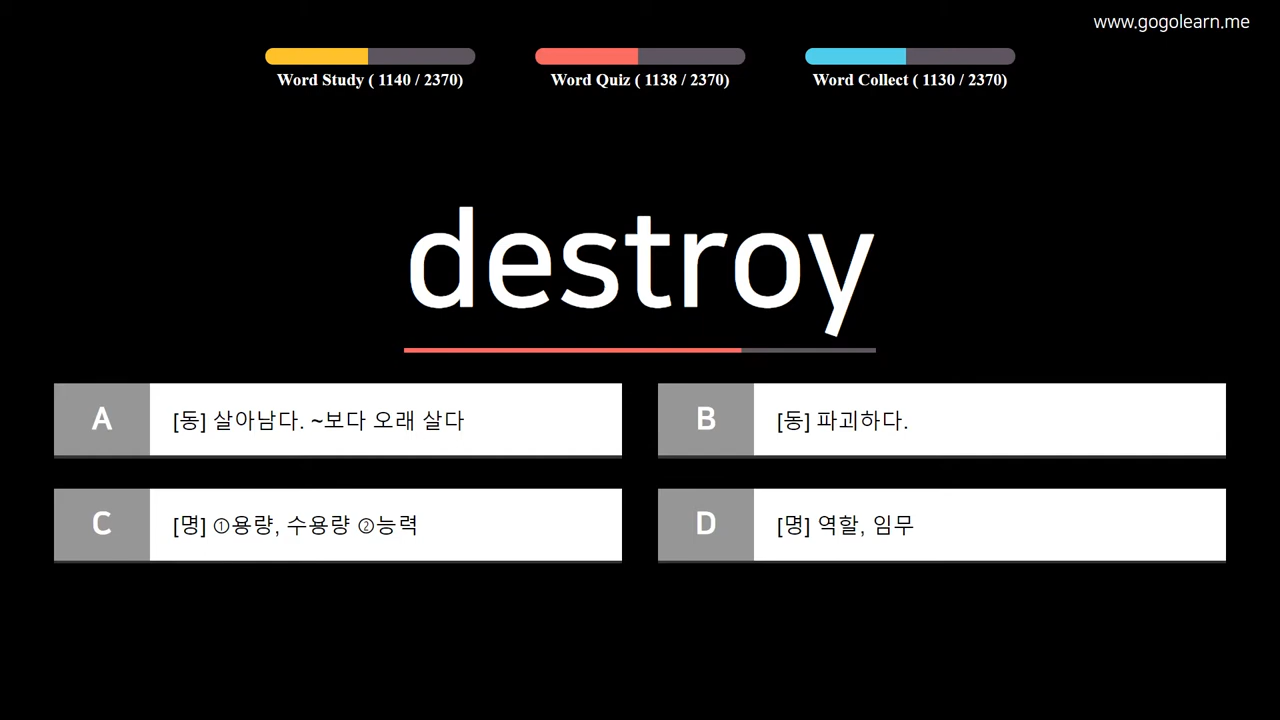 www.gogolearn.me
Word Study ( 1140 / 2370)
Word Quiz ( 1138 / 2370)
Word Collect ( 1130 / 2370)
destroy
A [동] 살아남다. ~보다 오래 살다
B [동] 파괴하다.
C [명] ①용량, 수용량 ②능력
D [명] 역할, 임무